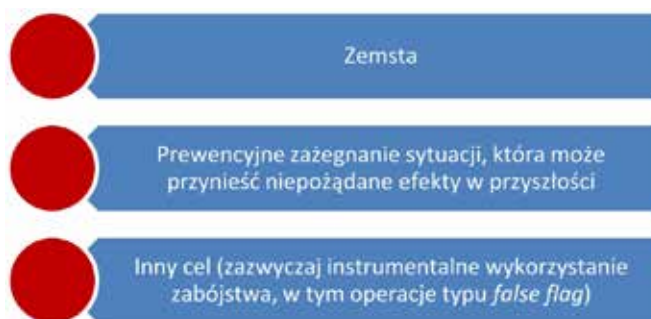 Zemsta
Prewencyjne zażegnanie sytuacji, która może
przynieść niepożądane efekty w przyszłości
Inny cel (zazwyczaj instrumentalne wykorzystanie
zabójstwa, w tym operacje typu false flag)